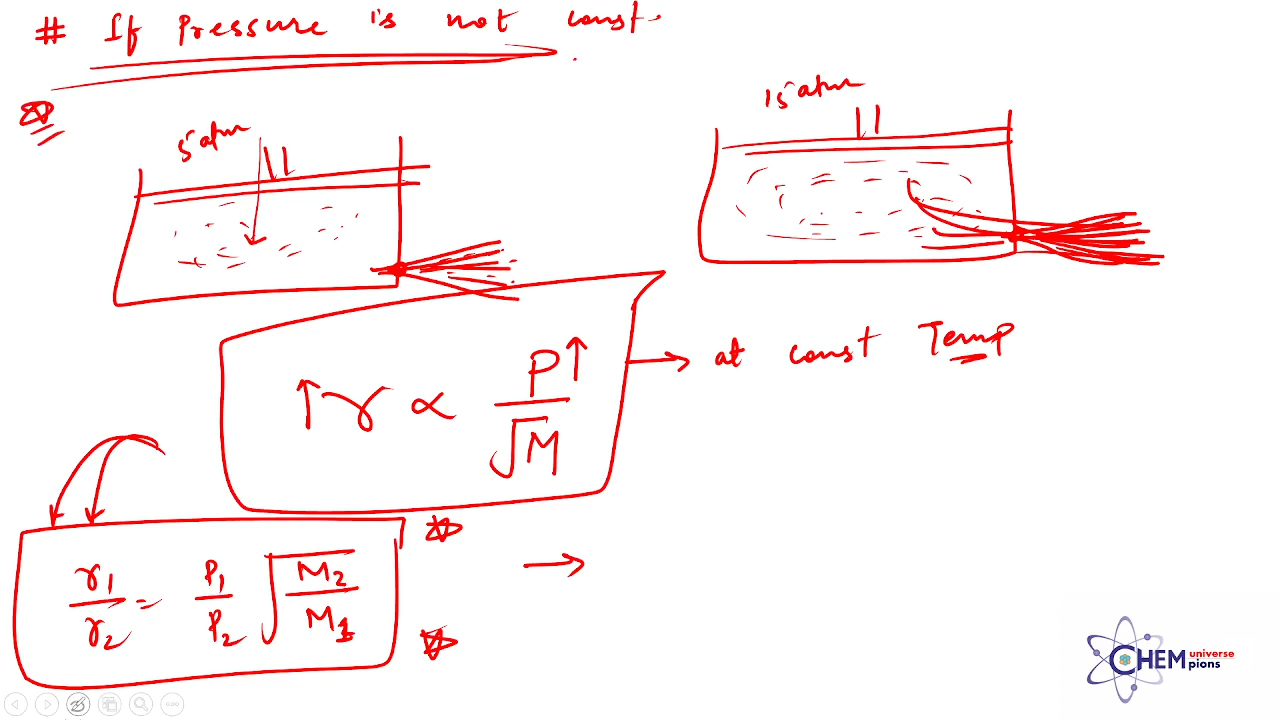 # If Pressure is not const.
5 atm
15 atm
↑ r ∝ P↑ / √M → at const Temp
r1/r2 = P1/P2 √M2/M1 →
CHEM universe
pions